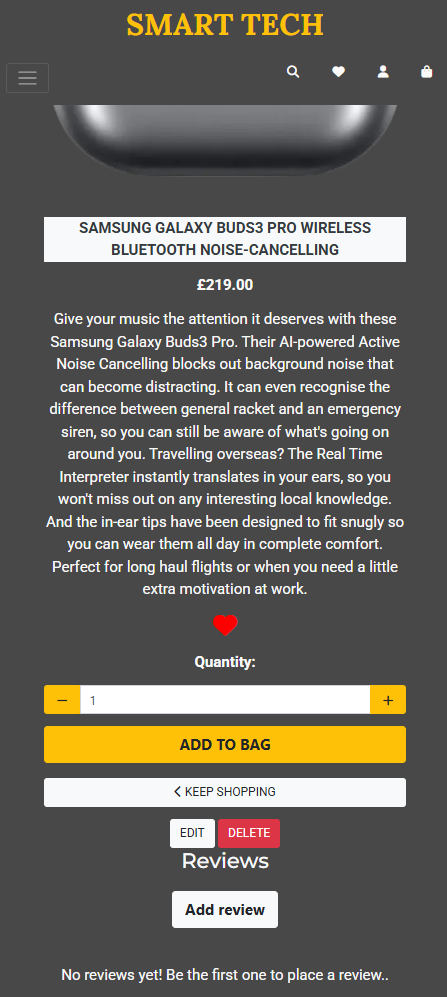 SMART TECH
SAMSUNG GALAXY BUDS3 PRO WIRELESS
BLUETOOTH NOISE-CANCELLING
£219.00
Give your music the attention it deserves with these
Samsung Galaxy Buds3 Pro. Their AI-powered Active
Noise Cancelling blocks out background noise that
can become distracting. It can even recognise the
difference between general racket and an emergency
siren, so you can still be aware of what's going on
around you. Travelling overseas? The Real Time
Interpreter instantly translates in your ears, so you
won't miss out on any interesting local knowledge.
And the in-ear tips have been designed to fit snugly so
you can wear them all day in complete comfort.
Perfect for long haul flights or when you need a little
extra motivation at work.
Quantity:
1
ADD TO BAG
KEEP SHOPPING
EDIT DELETE
Reviews
Add review
No reviews yet! Be the first one to place a review..